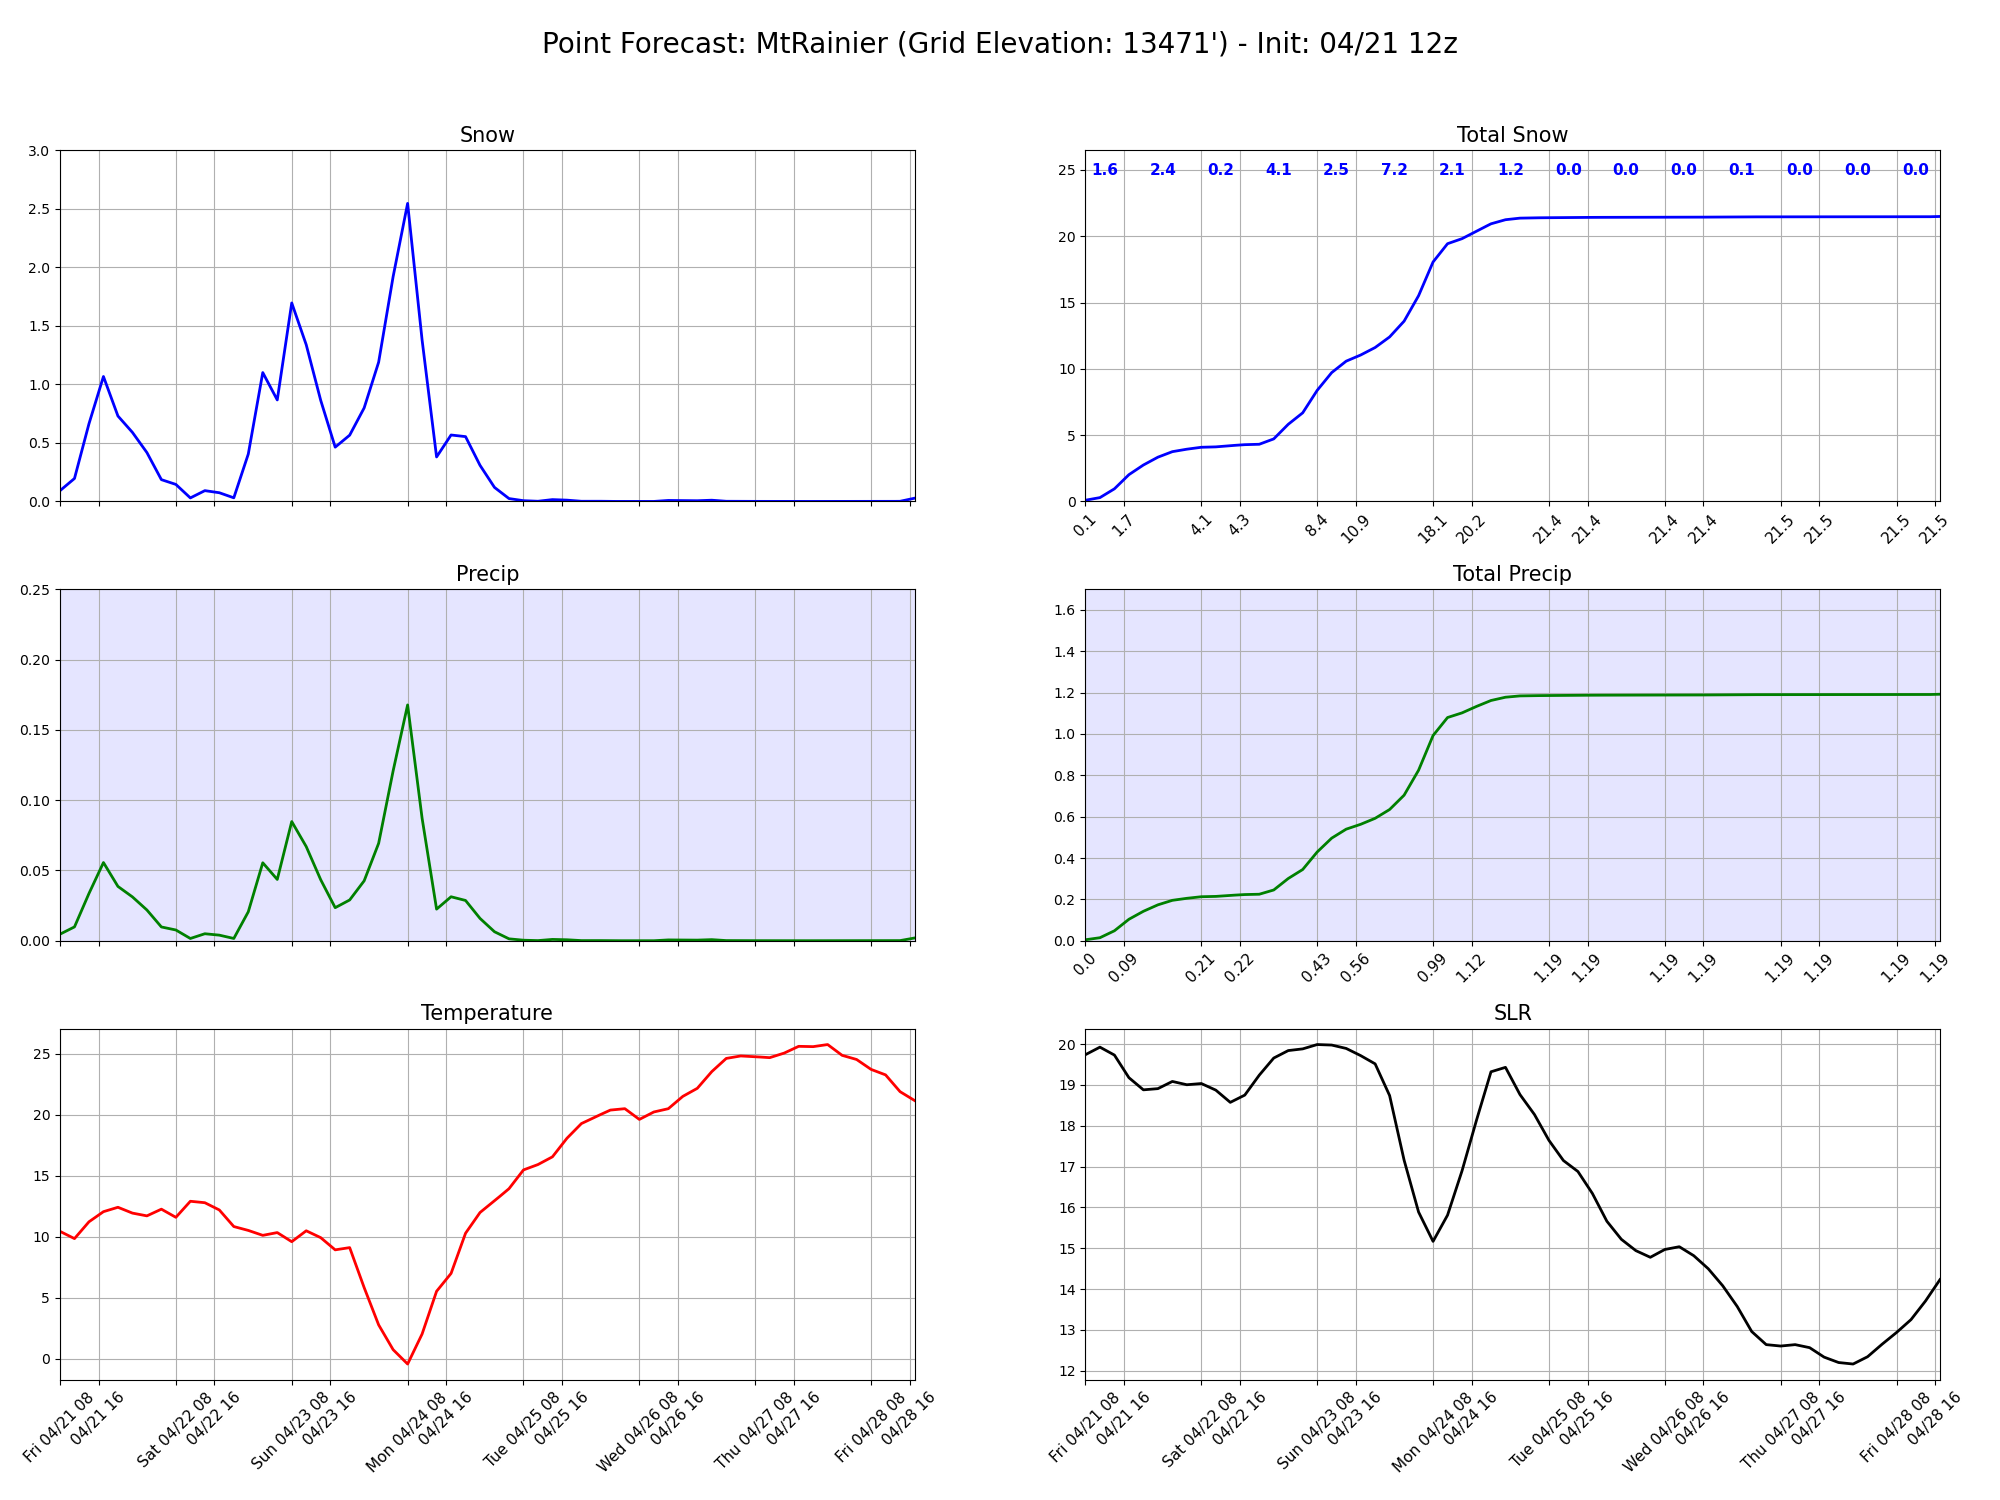 Point Forecast: MtRainier (Grid Elevation: 13471') - Init: 04/21 12z
Snow
3.0
2.5
2.0
1.5
1.0
0.5
0.0
Total Snow
1.6 2.4 0.2 4.1 2.5 7.2 2.1 1.2 0.0 0.0 0.0 0.1 0.0 0.0 0.0
25
20
15
10
5
0
0.1 1.7 4.1 4.3 8.4 10.9 18.1 20.2 21.4 21.4 21.4 21.4 21.5 21.5 21.5 21.5
Precip
0.25
0.20
0.15
0.10
0.05
0.00
Total Precip
1.6
1.4
1.2
1.0
0.8
0.6
0.4
0.2
0.0
0.0 0.09 0.21 0.22 0.43 0.56 0.99 1.12 1.19 1.19 1.19 1.19 1.19 1.19 1.19 1.19
Temperature
25
20
15
10
5
0
Fri 04/21 08
04/21 16
Sat 04/22 08
04/22 16
Sun 04/23 08
04/23 16
Mon 04/24 08
04/24 16
Tue 04/25 08
04/25 16
Wed 04/26 08
04/26 16
Thu 04/27 08
04/27 16
Fri 04/28 08
04/28 16
SLR
20
19
18
17
16
15
14
13
12
Fri 04/21 08
04/21 16
Sat 04/22 08
04/22 16
Sun 04/23 08
04/23 16
Mon 04/24 08
04/24 16
Tue 04/25 08
04/25 16
Wed 04/26 08
04/26 16
Thu 04/27 08
04/27 16
Fri 04/28 08
04/28 16